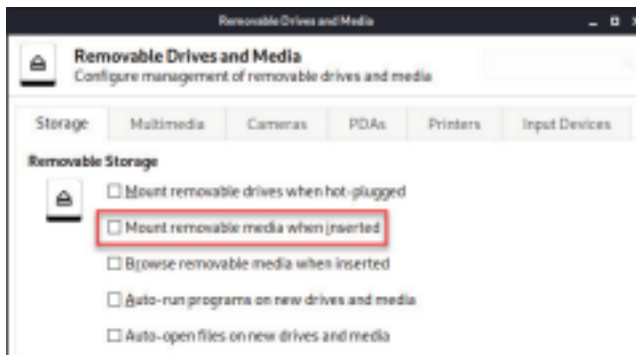 Removable Drives and Media
Removable Drives and Media
Configure management of removable drives and media
Storage Multimedia Cameras PDAs Printers Input Devices
Removable Storage
Mount removable drives when hot-plugged
Mount removable media when inserted
Browse removable media when inserted
Auto-run programs on new drives and media
Auto-open files on new drives and media